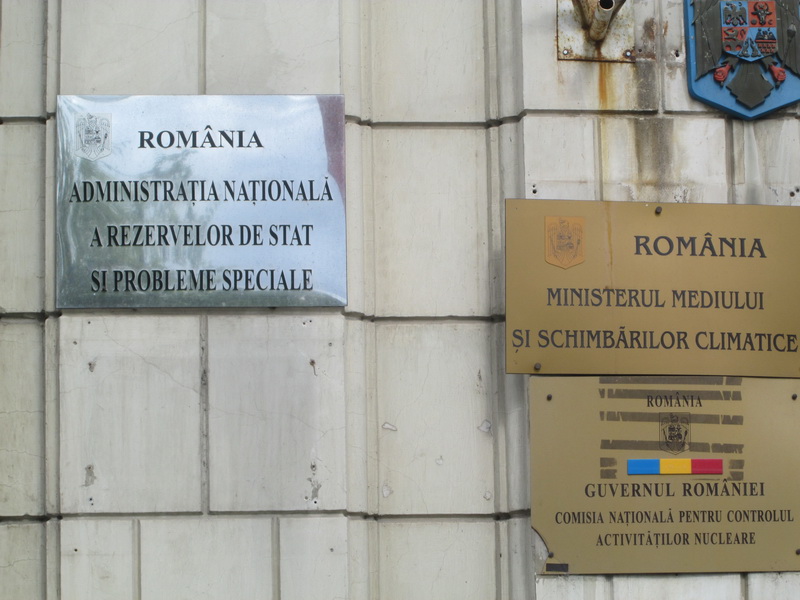 ROMÂNIA
ADMINISTRAȚIA NAȚIONALĂ
A REZERVELOR DE STAT
ȘI PROBLEME SPECIALE
ROMÂNIA
MINISTERUL MEDIULUI
ȘI SCHIMBĂRILOR CLIMATICE
ROMÂNIA
GUVERNUL ROMÂNIEI
COMISIA NAȚIONALĂ PENTRU CONTROLUL
ACTIVITĂȚILOR NUCLEARE